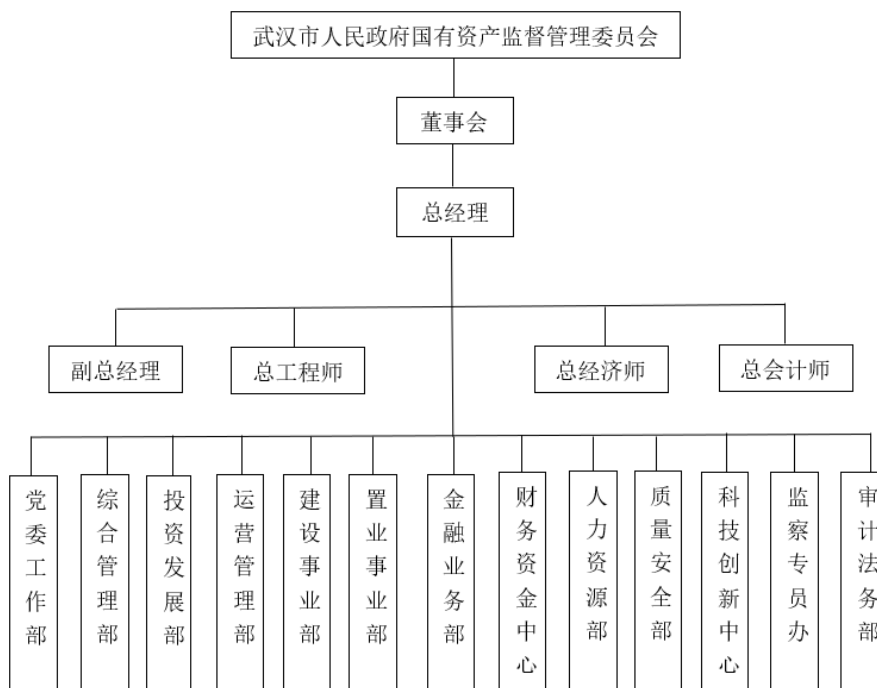 武汉市人民政府国有资产监督管理委员会
董事会
总经理
副总经理
总工程师
总经济师
总会计师
党委工作部
综合管理部
投资发展部
运营管理部
建设事业部
置业事业部
金融业务部
财务资金中心
人力资源部
质量安全部
科技创新中心
监察专员办
审计法务部